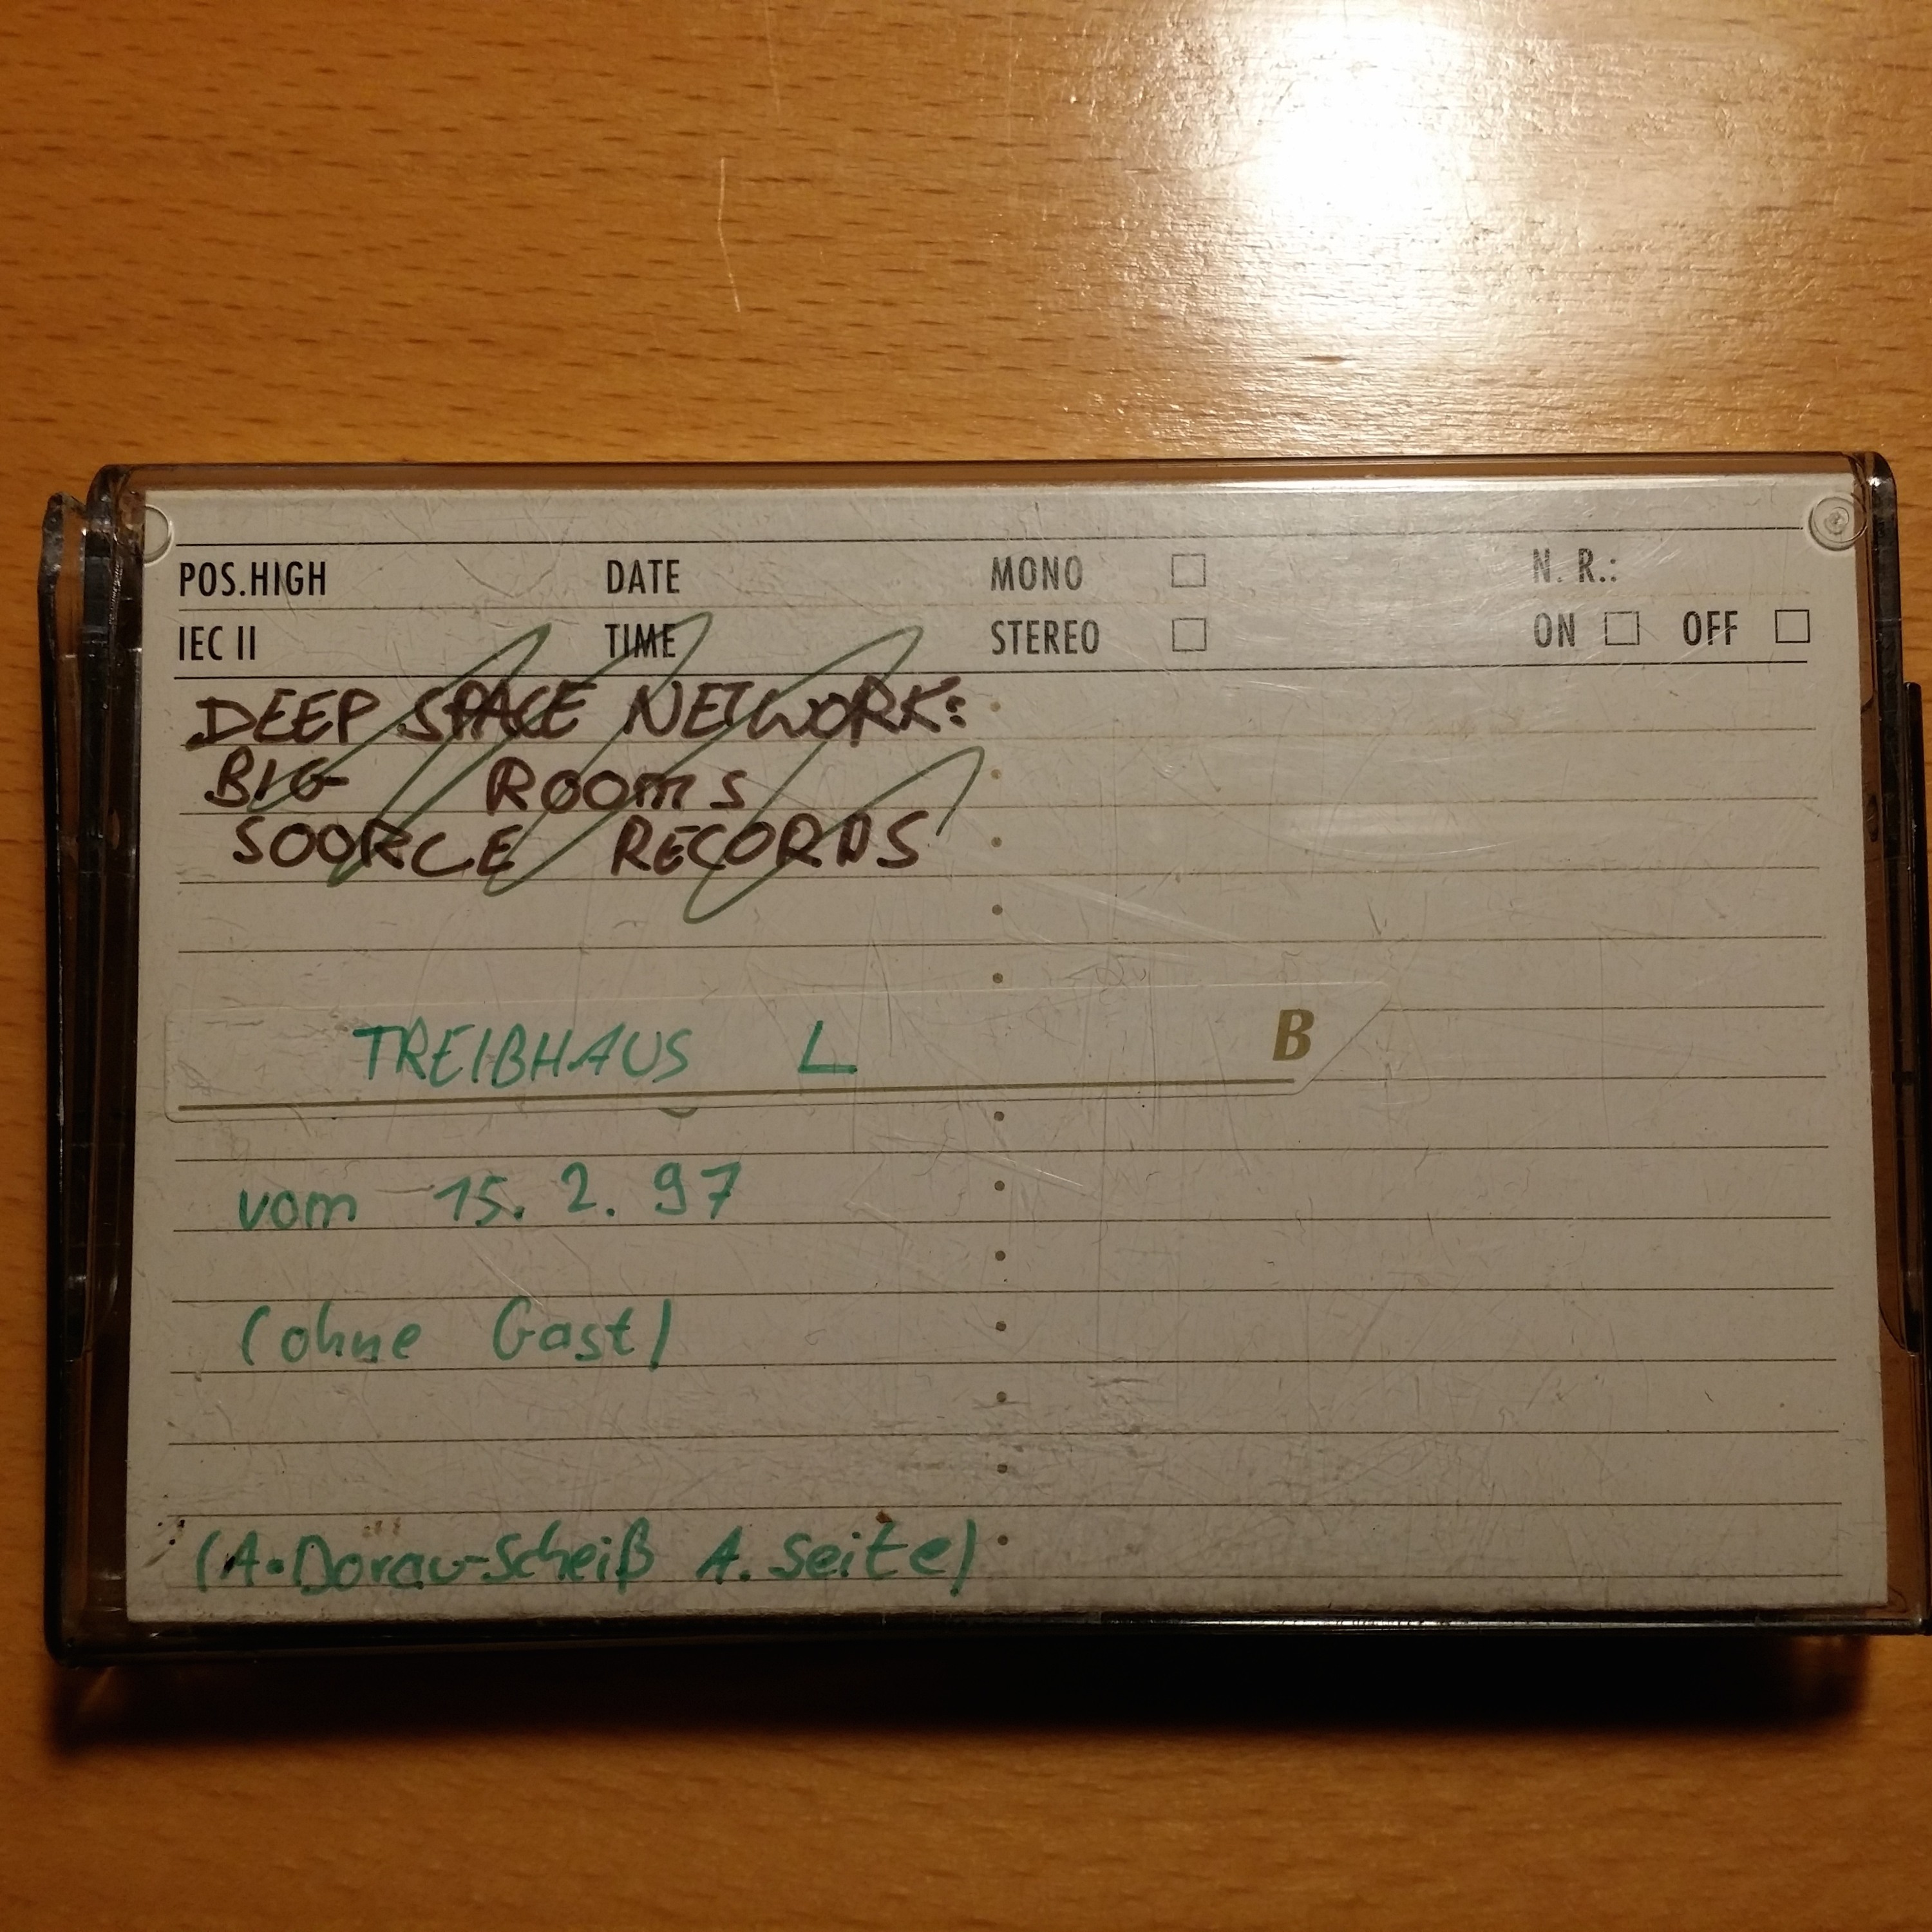 POS.HIGH DATE MONO N. R.:
IEC II TIME STEREO ON OFF
DEEP SPACE NETWORK:
BIG ROOMS
SOORCE RECORDS
TREIBHAUS L B
vom 15. 2. 97
(ohne Gast)
(A. Dorau-Scheiß A. Seite)